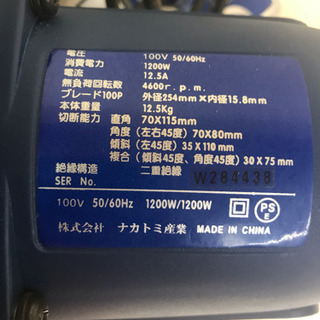 電圧 100V 50/60Hz
消費電力 1200W
電流 12.5A
無負荷回転数 4600r.p.m.
ブレード100P 外径254mm×内径15.8mm
本体重量 12.5Kg
切断能力 直角 70X115mm
角度(左右45度)70X80mm
傾斜(左45度)35X110mm
複合(傾斜45度、角度45度)30X75mm
絶縁構造 二重絶縁
SER No. W284438
100V 50/60Hz 1200W/1200W PS E
株式会社 ナカトミ産業 MADE IN CHINA